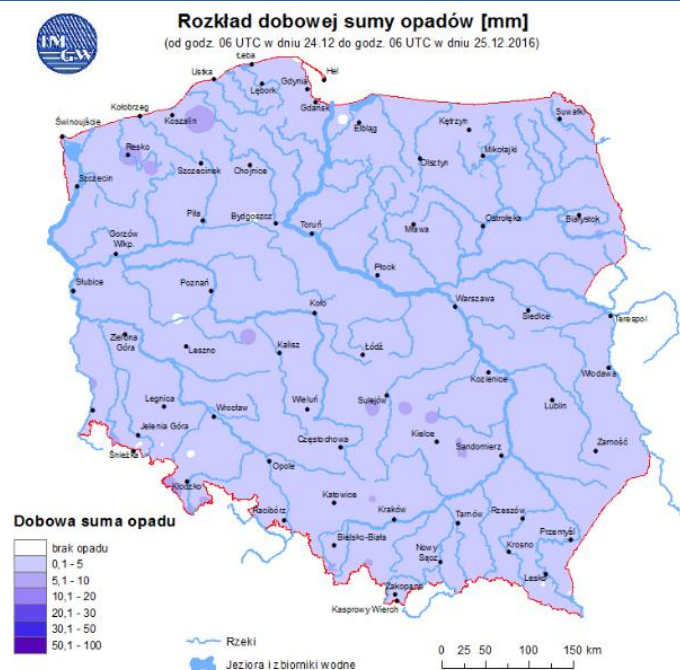 Rozkład dobowej sumy opadów [mm]
(od godz. 06 UTC w dniu 24.12 do godz. 06 UTC w dniu 25.12.2016)
IM
GW
Łeba
Hel
Ustka
Gdynia
Lębork
Gdańsk
Kołobrzeg
Koszalin
Świnoujście
Elbląg
Kętrzyn
Suwałki
Resko
Mikołajki
Szczecinek
Chojnice
Olsztyn
Szczecin
Piła
Bydgoszcz
Toruń
Mława
Ostrołęka
Białystok
Gorzów
Wlkp.
Płock
Słubice
Poznań
Koło
Warszawa
Siedlce
Terespol
Zielona
Góra
Leszno
Kalisz
Łódź
Kozienice
Włodawa
Legnica
Wrocław
Wieluń
Sulejów
Lublin
Jelenia Góra
Częstochowa
Kielce
Sandomierz
Zamość
Śnieżka
Opole
Kłodzko
Katowice
Racibórz
Kraków
Tarnów
Rzeszów
Przemyśl
Bielsko-Biała
Nowy
Sącz
Krosno
Lesko
Zakopane
Kasprowy Wierch
Dobowa suma opadu
brak opadu
0,1 - 5
5,1 - 10
10,1 - 20
20,1 - 30
30,1 - 50
50,1 - 100
Rzeki
Jeziora i zbiorniki wodne
0 25 50 100 150 km